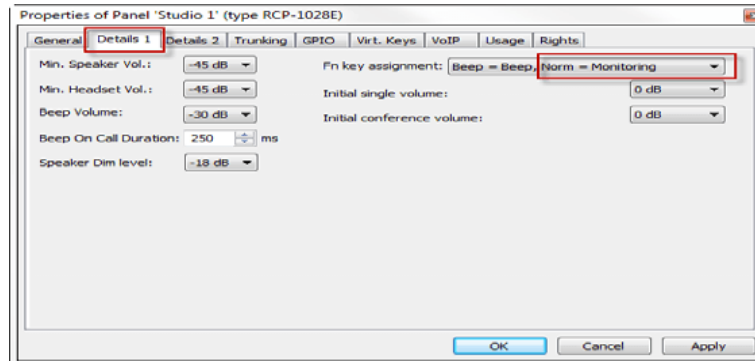 Properties of Panel 'Studio 1' (type RCP-1028E)
General Details 1 Details 2 Trunking GPIO Virt. Keys VoIP Usage Rights
Min. Speaker Vol.: -45 dB Fn key assignment: Beep = Beep, Norm = Monitoring
Min. Headset Vol.: -45 dB Initial single volume: 0 dB
Beep Volume: -30 dB Initial conference volume: 0 dB
Beep On Call Duration: 250 ms
Speaker Dim level: -18 dB
OK Cancel Apply